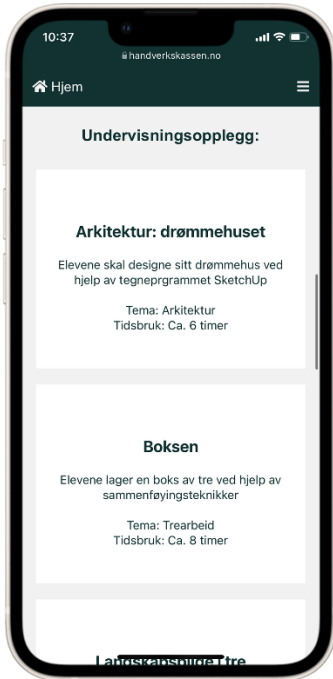 10:37
handverkskassen.no
Hjem
Undervisningsopplegg:
Arkitektur: drømmehuset
Elevene skal designe sitt drømmehus ved
hjelp av tegneprgrammet SketchUp
Tema: Arkitektur
Tidsbruk: Ca. 6 timer
Boksen
Elevene lager en boks av tre ved hjelp av
sammenføyingsteknikker
Tema: Trearbeid
Tidsbruk: Ca. 8 timer
Landskapsbilde i tre